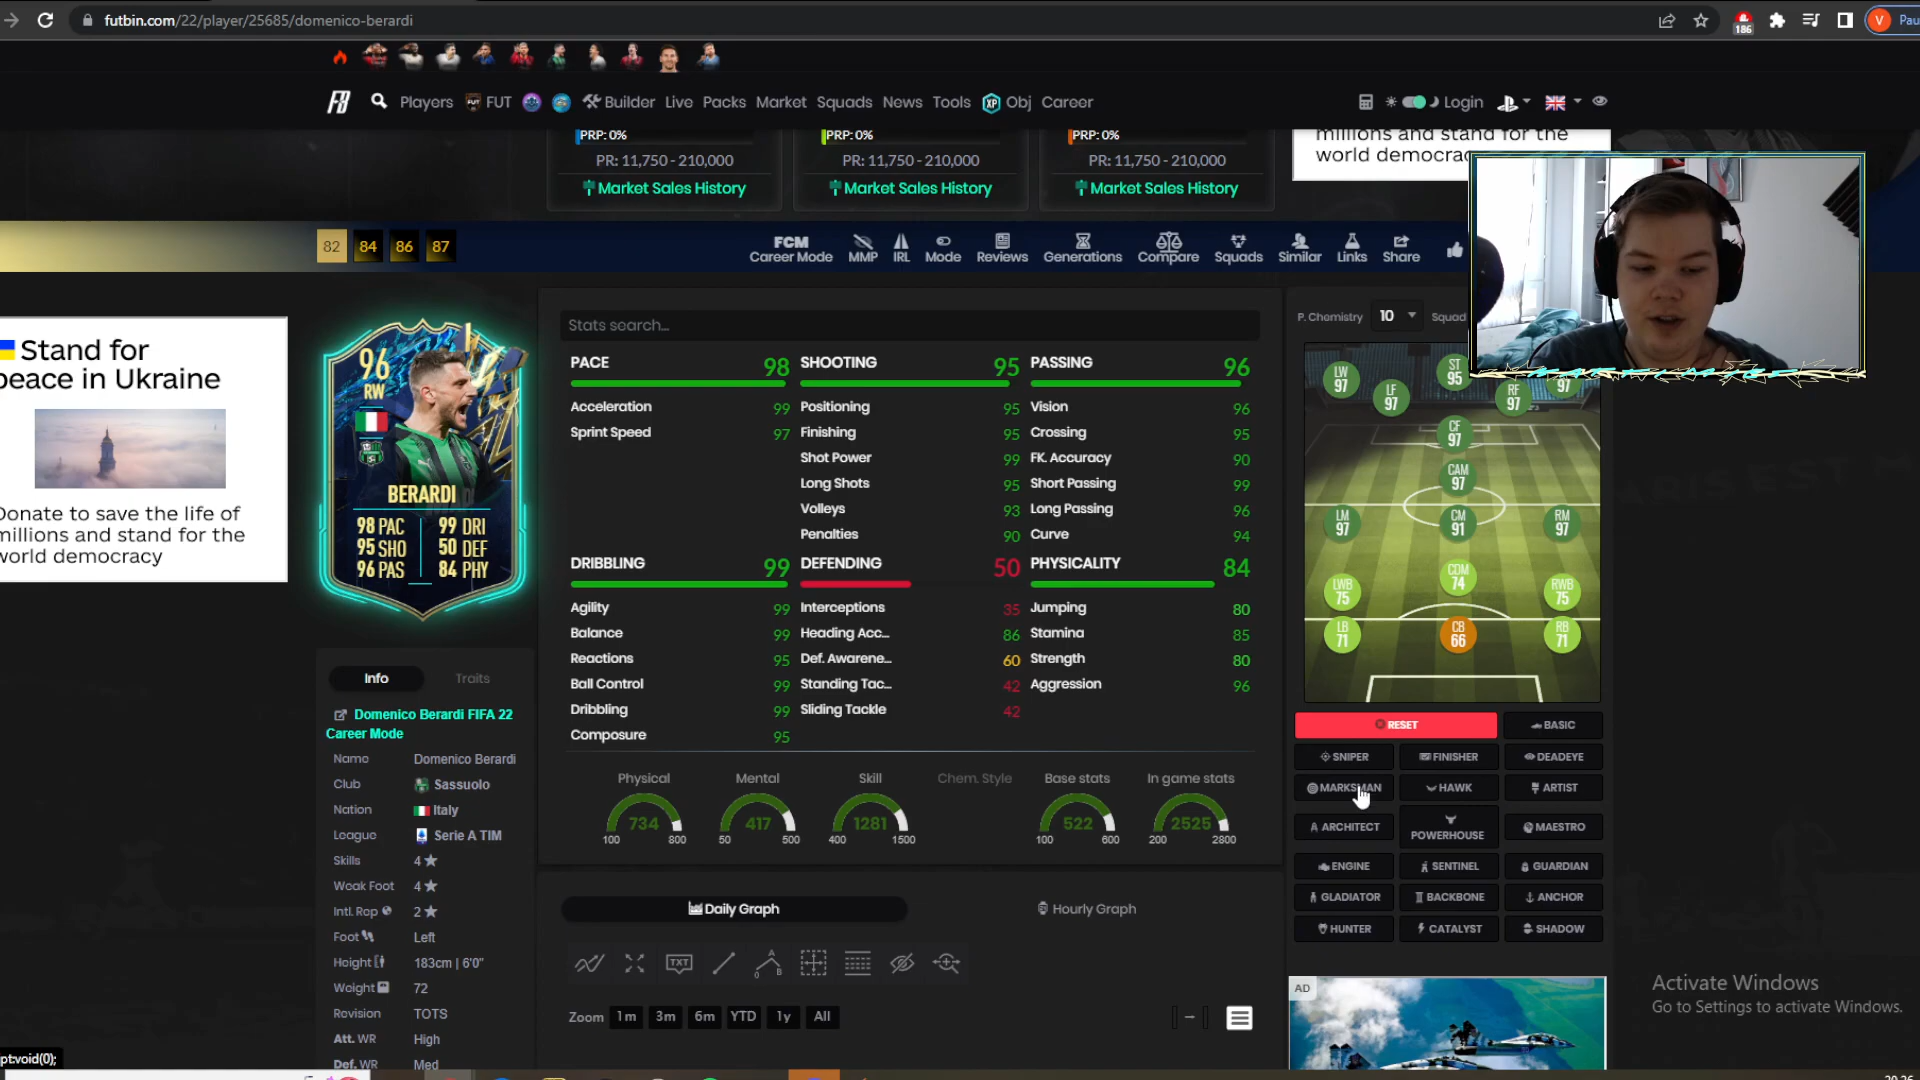 futbin.com/22/player/25685/domenico-berardi
186
V
Pau
Players
FUT
Builder
Live
Packs
Market
Squads
News
Tools
XP Obj
Career
Login
PRP: 0%
PR: 11,750 - 210,000
Market Sales History
PRP: 0%
PR: 11,750 - 210,000
Market Sales History
PRP: 0%
PR: 11,750 - 210,000
Market Sales History
millions and stand for the
world democracy
82 84 86 87
FCM
Career Mode
MMP
IRL
Mode
Reviews
Generations
Compare
Squads
Similar
Links
Share
Stand for
peace in Ukraine
Donate to save the life of
millions and stand for the
world democracy
96
RW
BERARDI
98 PAC 99 DRI
95 SHO 50 DEF
96 PAS 84 PHY
Info
Traits
Domenico Berardi FIFA 22
Career Mode
Name Domenico Berardi
Club Sassuolo
Nation Italy
League Serie A TIM
Skills 4
Weak Foot 4
Intl. Rep 2
Foot Left
Height 183cm | 6'0"
Weight 72
Revision TOTS
Att. WR High
Def. WR Med
Stats search...
PACE 98
Acceleration 99
Sprint Speed 97
SHOOTING 95
Positioning 95
Finishing 95
Shot Power 99
Long Shots 95
Volleys 93
Penalties 90
PASSING 96
Vision 96
Crossing 95
FK. Accuracy 90
Short Passing 99
Long Passing 96
Curve 94
DRIBBLING 99
Agility 99
Balance 99
Reactions 95
Ball Control 99
Dribbling 99
Composure 95
DEFENDING 50
Interceptions 35
Heading Acc... 86
Def. Awarene... 60
Standing Tac... 42
Sliding Tackle 42
PHYSICALITY 84
Jumping 80
Stamina 85
Strength 80
Aggression 96
Physical
734
100 800
Mental
417
50 500
Skill
1281
400 1500
Chem. Style
Base stats
522
100 600
In game stats
2525
200 2800
Daily Graph
Hourly Graph
TXT
Zoom 1m 3m 6m YTD 1y All
P. Chemistry 10 Squad
LW
97
ST
95
97
LF
97
RF
97
CF
97
CAM
97
LM
97
CM
91
RM
97
CDM
74
LWB
75
RWB
75
LB
71
CB
66
RB
71
RESET
BASIC
SNIPER
FINISHER
DEADEYE
MARKSMAN
HAWK
ARTIST
ARCHITECT
POWERHOUSE
MAESTRO
ENGINE
SENTINEL
GUARDIAN
GLADIATOR
BACKBONE
ANCHOR
HUNTER
CATALYST
SHADOW
AD
Activate Windows
Go to Settings to activate Windows.
pt:void(0);